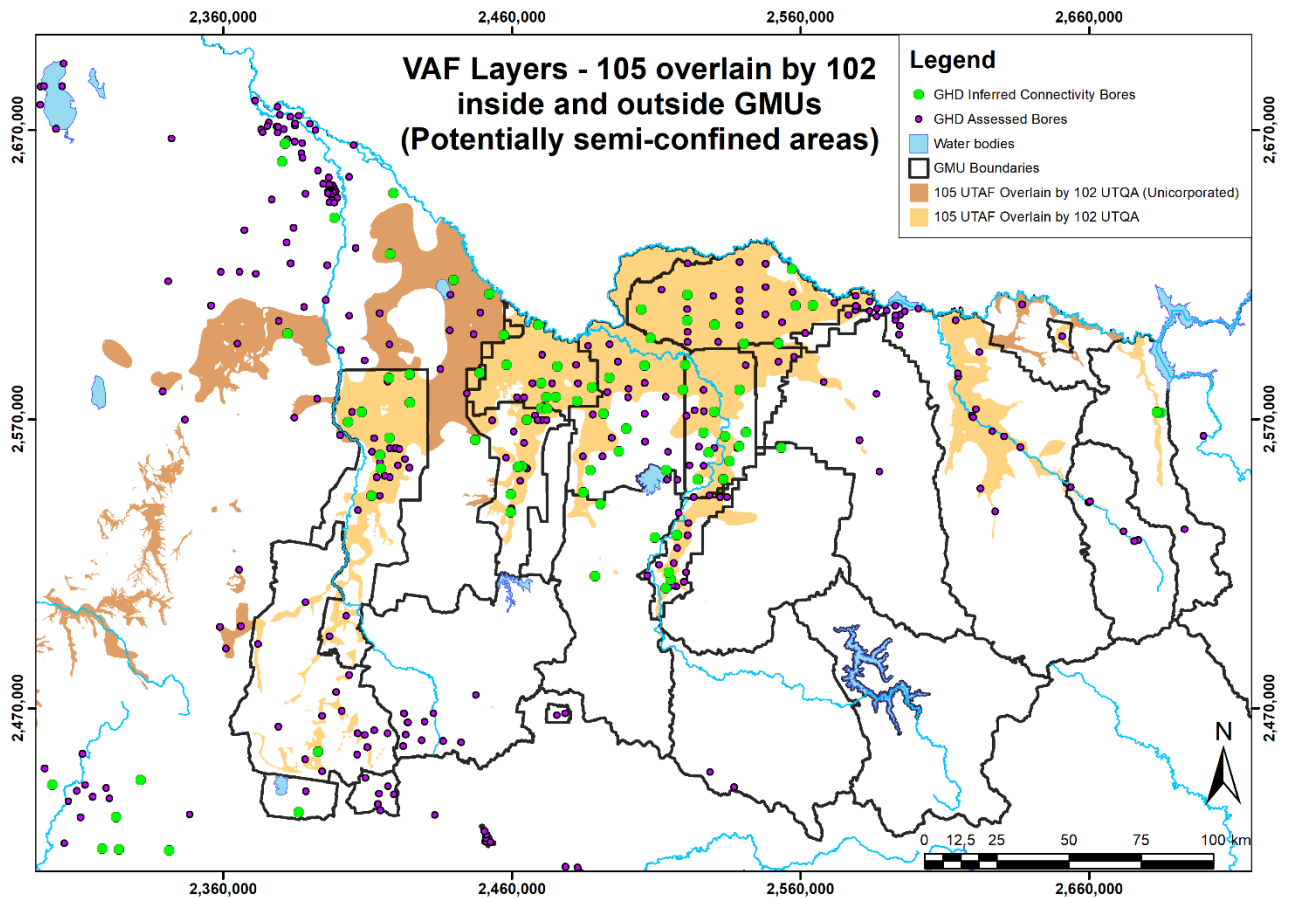 2,360,000
2,460,000
2,560,000
2,660,000
VAF Layers - 105 overlain by 102
inside and outside GMUs
(Potentially semi-confined areas)
Legend
GHD Inferred Connectivity Bores
GHD Assessed Bores
Water bodies
GMU Boundaries
105 UTAF Overlain by 102 UTQA (Unicorporated)
105 UTAF Overlain by 102 UTQA
2,670,000
2,670,000
2,570,000
2,570,000
2,470,000
2,470,000
N
0 12,5 25 50 75 100 km
2,360,000
2,460,000
2,560,000
2,660,000